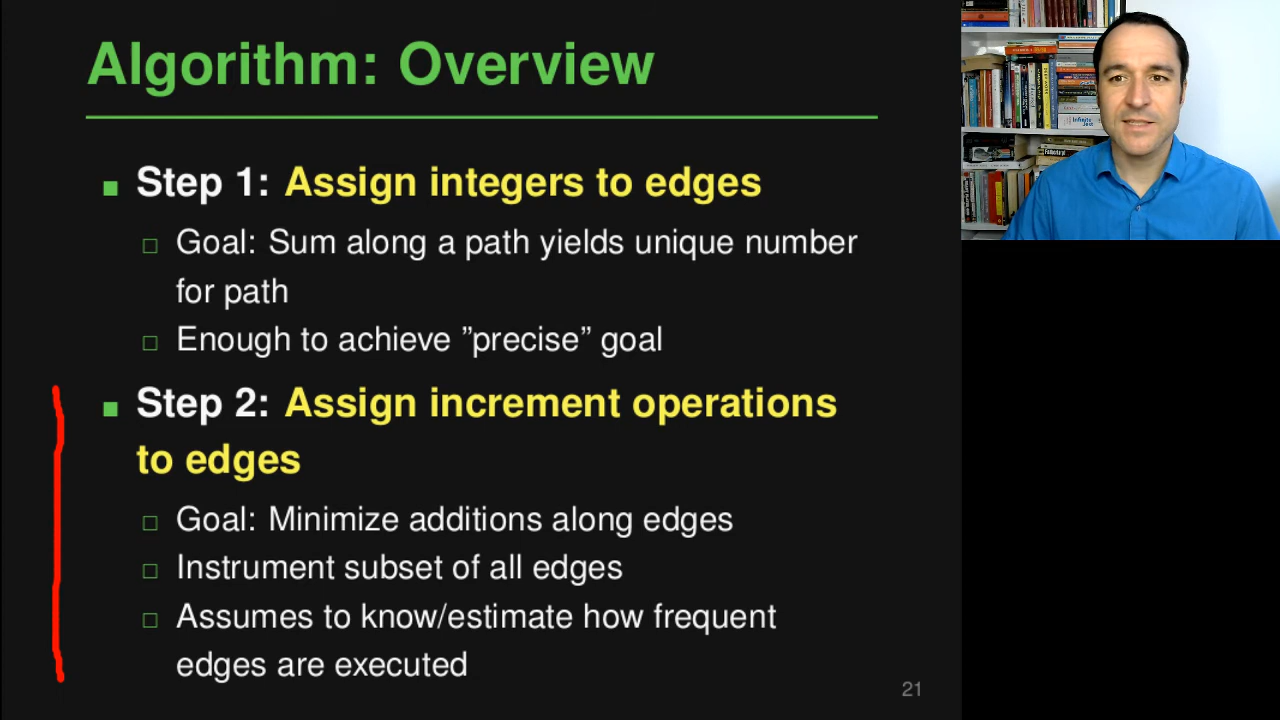 Algorithm: Overview
Step 1: Assign integers to edges
Goal: Sum along a path yields unique number
for path
Enough to achieve ”precise” goal
Step 2: Assign increment operations
to edges
Goal: Minimize additions along edges
Instrument subset of all edges
Assumes to know/estimate how frequent
edges are executed
21
Infinite
Jest